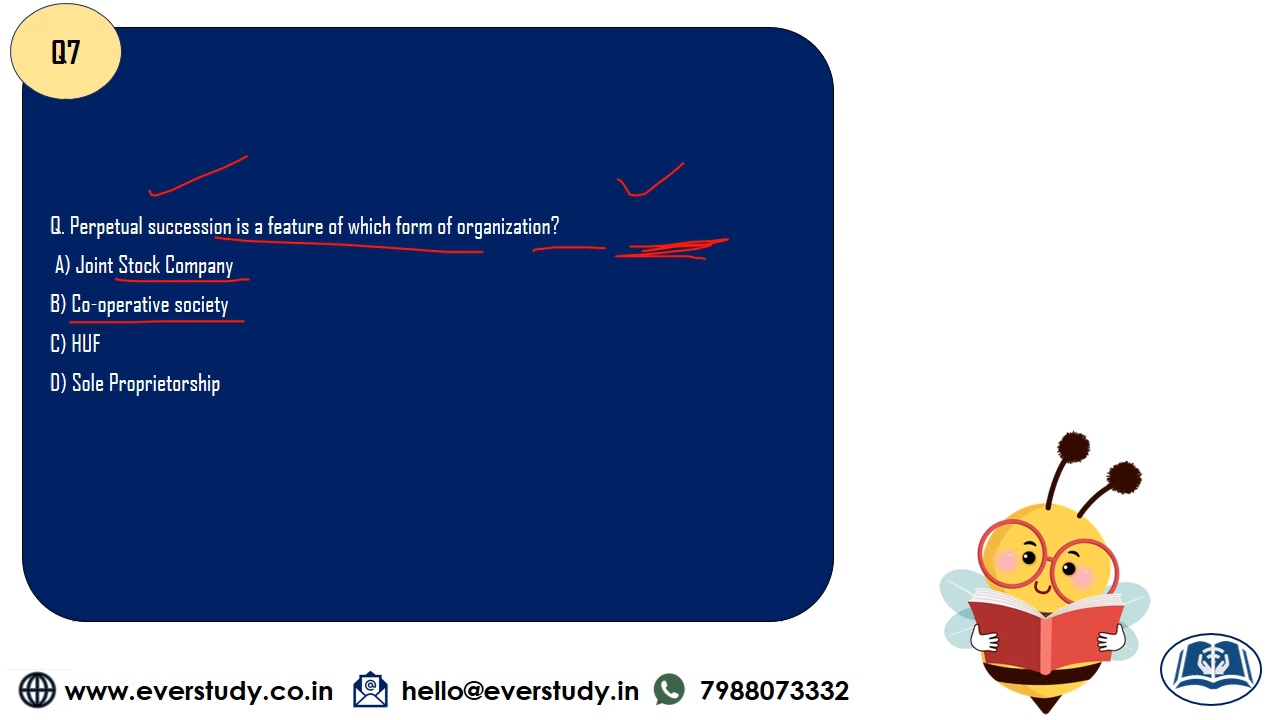 Q7
Q. Perpetual succession is a feature of which form of organization?
A) Joint Stock Company
B) Co-operative society
C) HUF
D) Sole Proprietorship
www.everstudy.co.in hello@everstudy.in 7988073332